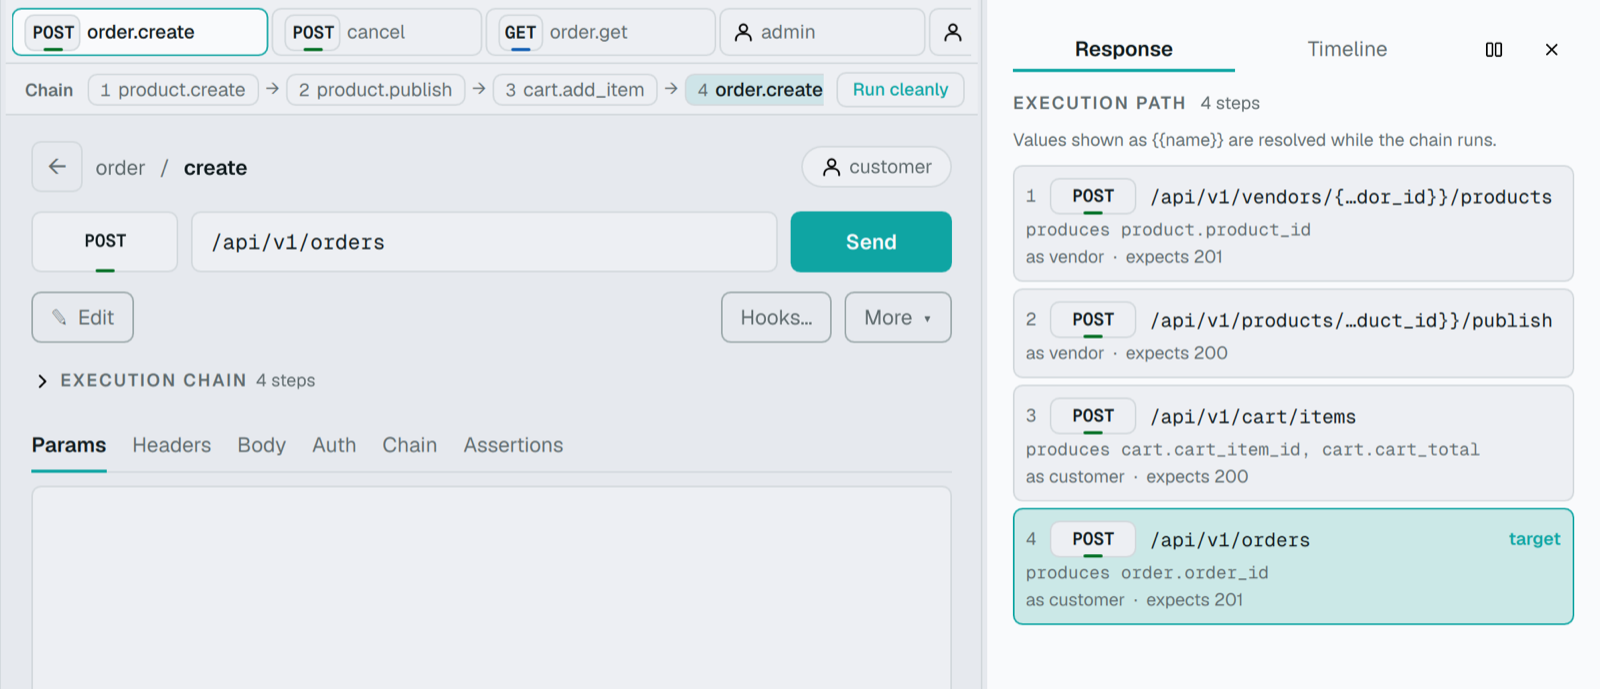 POST order.create POST cancel GET order.get admin
Chain 1 product.create → 2 product.publish → 3 cart.add_item → 4 order.create Run cleanly
← order / create customer
POST /api/v1/orders Send
Edit Hooks... More
EXECUTION CHAIN 4 steps
Params Headers Body Auth Chain Assertions
Response Timeline
EXECUTION PATH 4 steps
Values shown as {{name}} are resolved while the chain runs.
1 POST /api/v1/vendors/{…dor_id}}/products
produces product.product_id
as vendor · expects 201
2 POST /api/v1/products/…duct_id}}/publish
as vendor · expects 200
3 POST /api/v1/cart/items
produces cart.cart_item_id, cart.cart_total
as customer · expects 200
4 POST /api/v1/orders target
produces order.order_id
as customer · expects 201